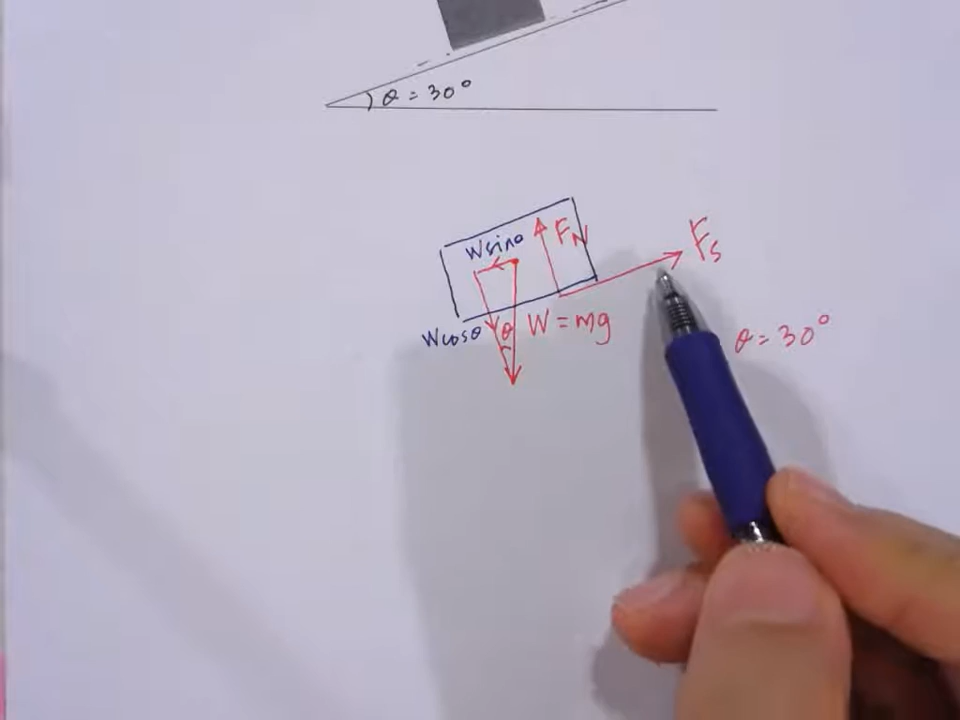 θ = 30°
Wsinθ
F_N
F_s
Wcosθ
θ
W = mg
θ = 30°